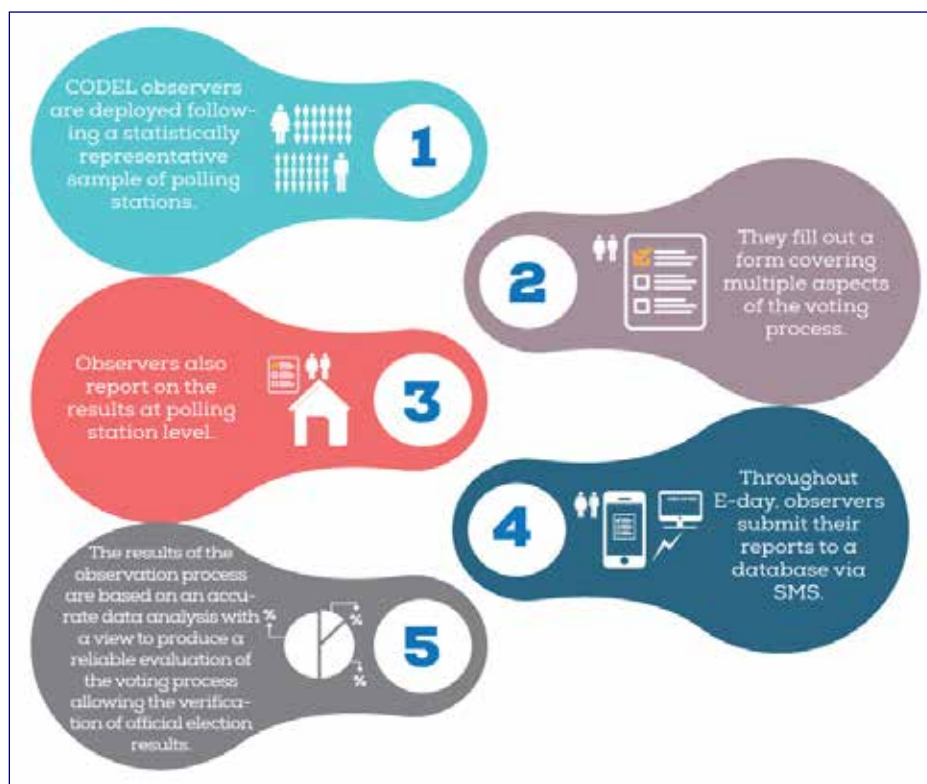 CODEL observers
are deployed follow-
ing a statistically
representative
sample of polling
stations.
1
2
They fill out a
form covering
multiple aspects
of the voting
process.
Observers also
report on the
results at polling
station level.
3
4
Throughout
E-day, observers
submit their
reports to a
database via
SMS.
The results of the
observation process
are based on an accu-
rate data analysis with
a view to produce a
reliable evaluation of
the voting process
allowing the verifica-
tion of official election
results.
%
%
%
5